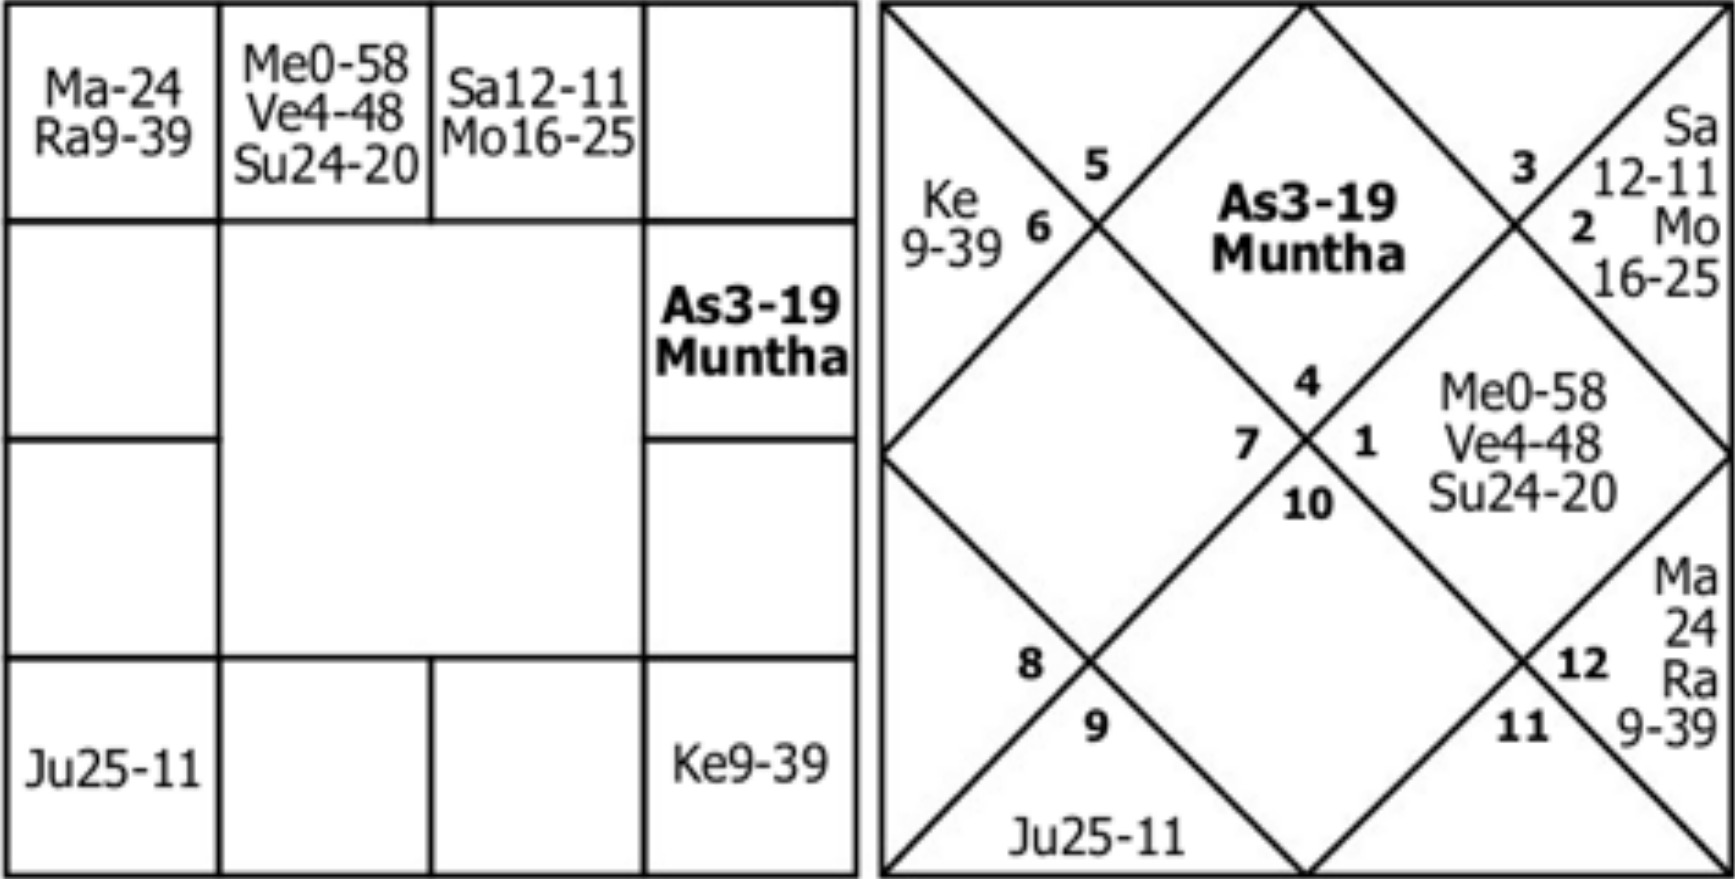 Ma-24
Ra9-39
Me0-58
Ve4-48
Su24-20
Sa12-11
Mo16-25
As3-19
Muntha
Ju25-11
Ke9-39
5
3
Sa
12-11
2
Mo
16-25
Ke
6
9-39
As3-19
Muntha
4
7
1
10
Me0-58
Ve4-48
Su24-20
8
9
12
11
Ma
24
Ra
9-39
Ju25-11